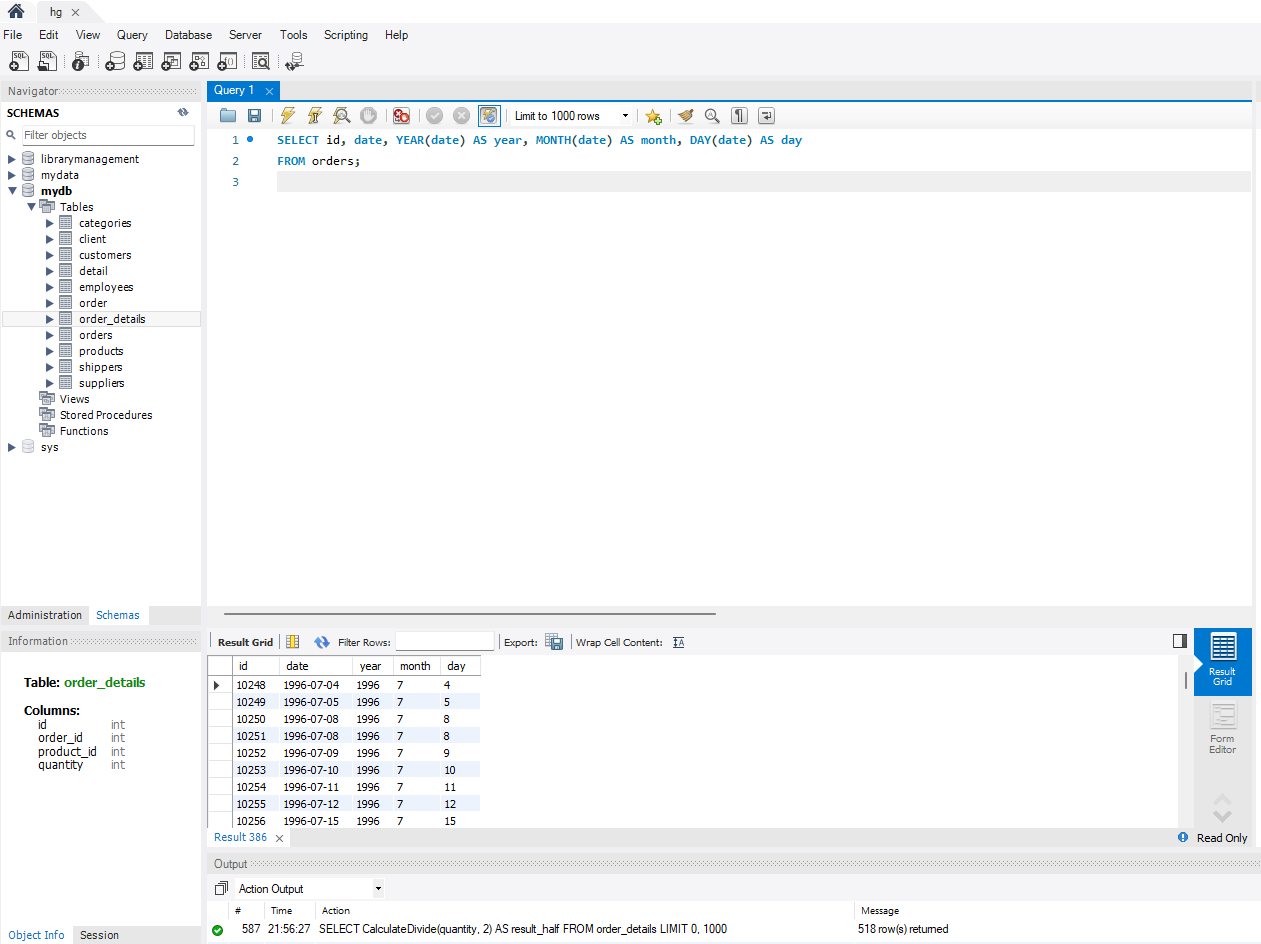 hg
File Edit View Query Database Server Tools Scripting Help
Navigator
SCHEMAS
Filter objects
librarymanagement
mydata
mydb
Tables
categories
client
customers
detail
employees
order
order_details
orders
products
shippers
suppliers
Views
Stored Procedures
Functions
sys
Administration Schemas
Information
Table: order_details
Columns:
id int
order_id int
product_id int
quantity int
Object Info Session
Query 1
Limit to 1000 rows
1 SELECT id, date, YEAR(date) AS year, MONTH(date) AS month, DAY(date) AS day
2 FROM orders;
3
Result Grid Filter Rows: Export: Wrap Cell Content:
id date year month day
10248 1996-07-04 1996 7 4
10249 1996-07-05 1996 7 5
10250 1996-07-08 1996 7 8
10251 1996-07-08 1996 7 8
10252 1996-07-09 1996 7 9
10253 1996-07-10 1996 7 10
10254 1996-07-11 1996 7 11
10255 1996-07-12 1996 7 12
10256 1996-07-15 1996 7 15
Result
Grid
Form
Editor
Result 386
Read Only
Output
Action Output
# Time Action Message
587 21:56:27 SELECT CalculateDivide(quantity, 2) AS result_half FROM order_details LIMIT 0, 1000 518 row(s) returned